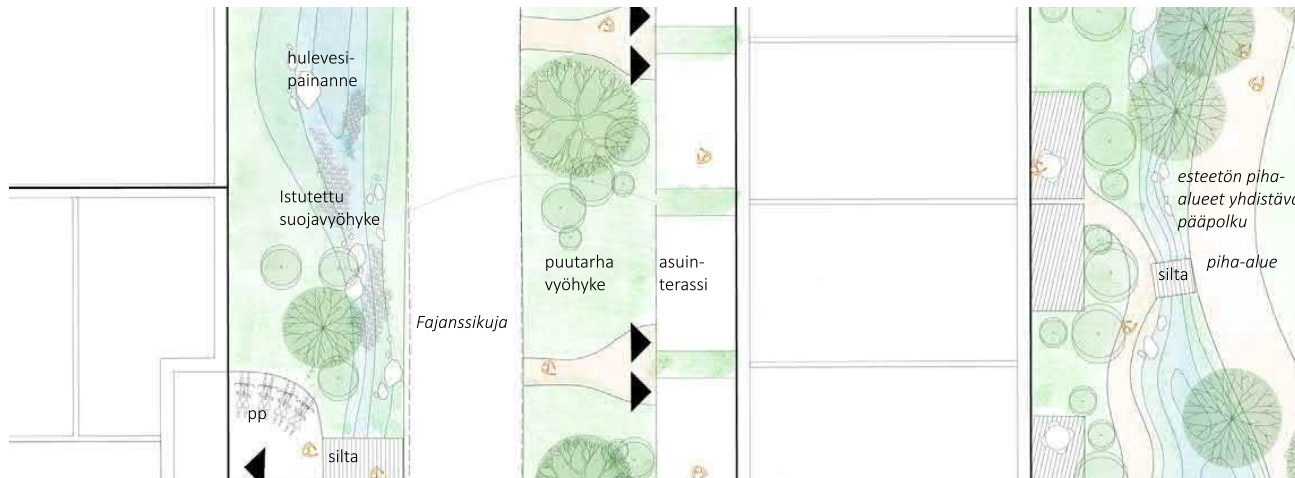 hulevesi-
painanne
Istutettu
suojavyöhyke
pp
silta
Fajanssikuja
puutarha
vyöhyke
asuin-
terassi
esteetön piha-
alueet yhdistävä
pääpolku
silta
piha-alue